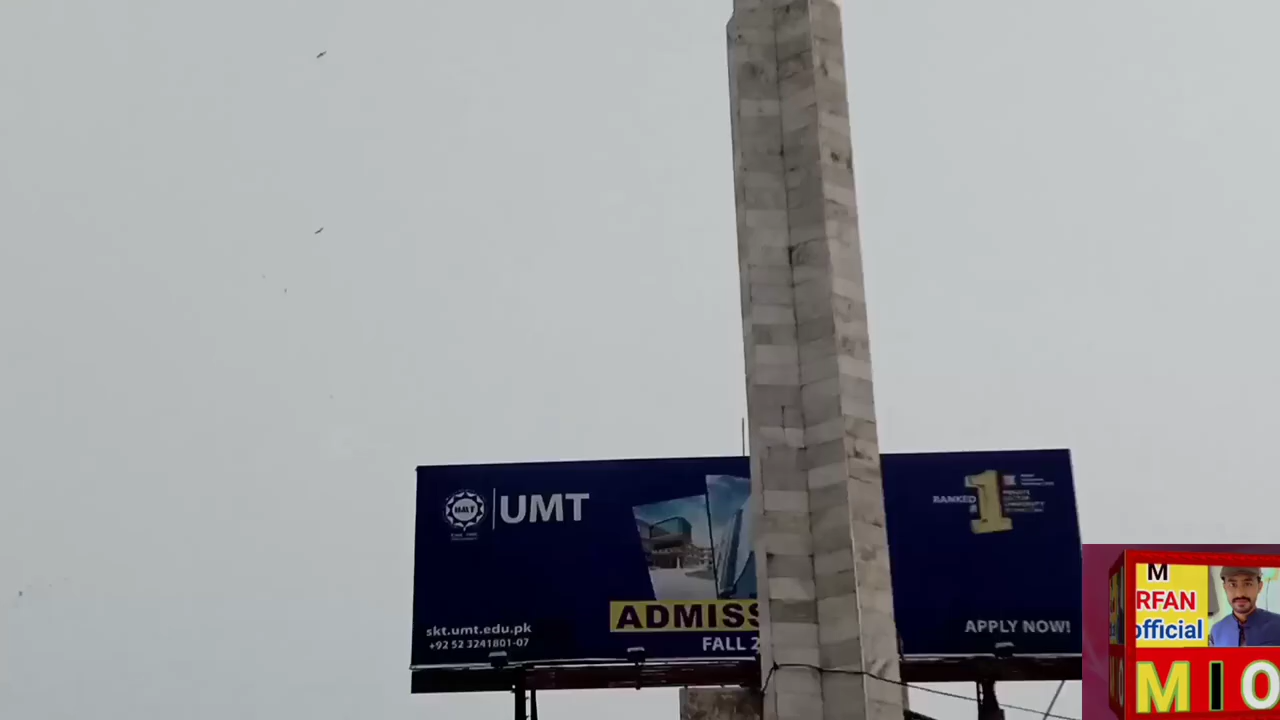 UMT
RANKED
1
ADMISS
FALL 2
skt.umt.edu.pk
+92 52 3241801-07
APPLY NOW!
M
RFAN
official
M I O